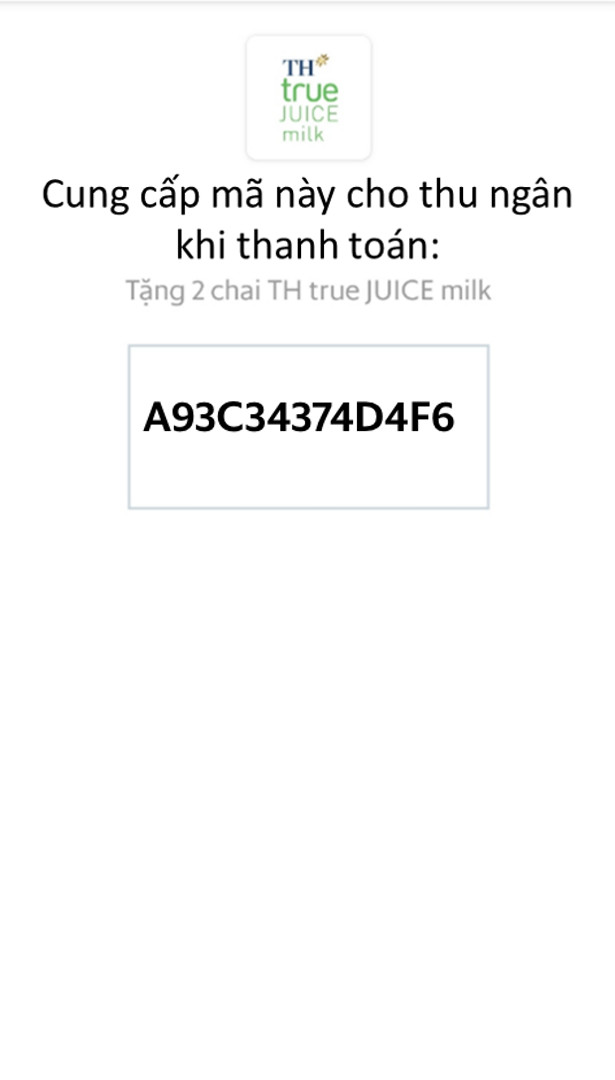 TH
true
JUICE
milk
Cung cấp mã này cho thu ngân
khi thanh toán:
Tặng 2 chai TH true JUICE milk
A93C34374D4F6